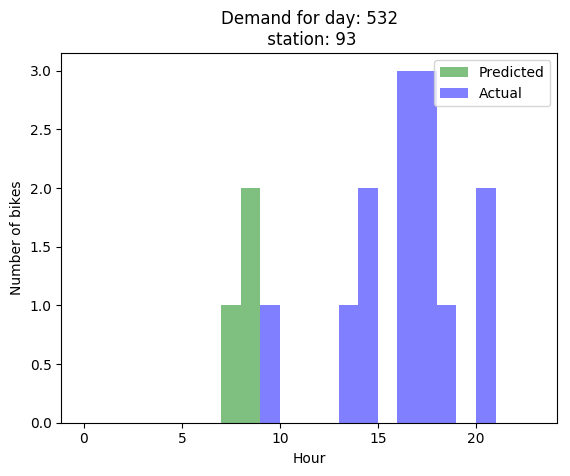 Demand for day: 532
station: 93
Predicted
Actual
Number of bikes
3.0
2.5
2.0
1.5
1.0
0.5
0.0
0
5
10
15
20
Hour